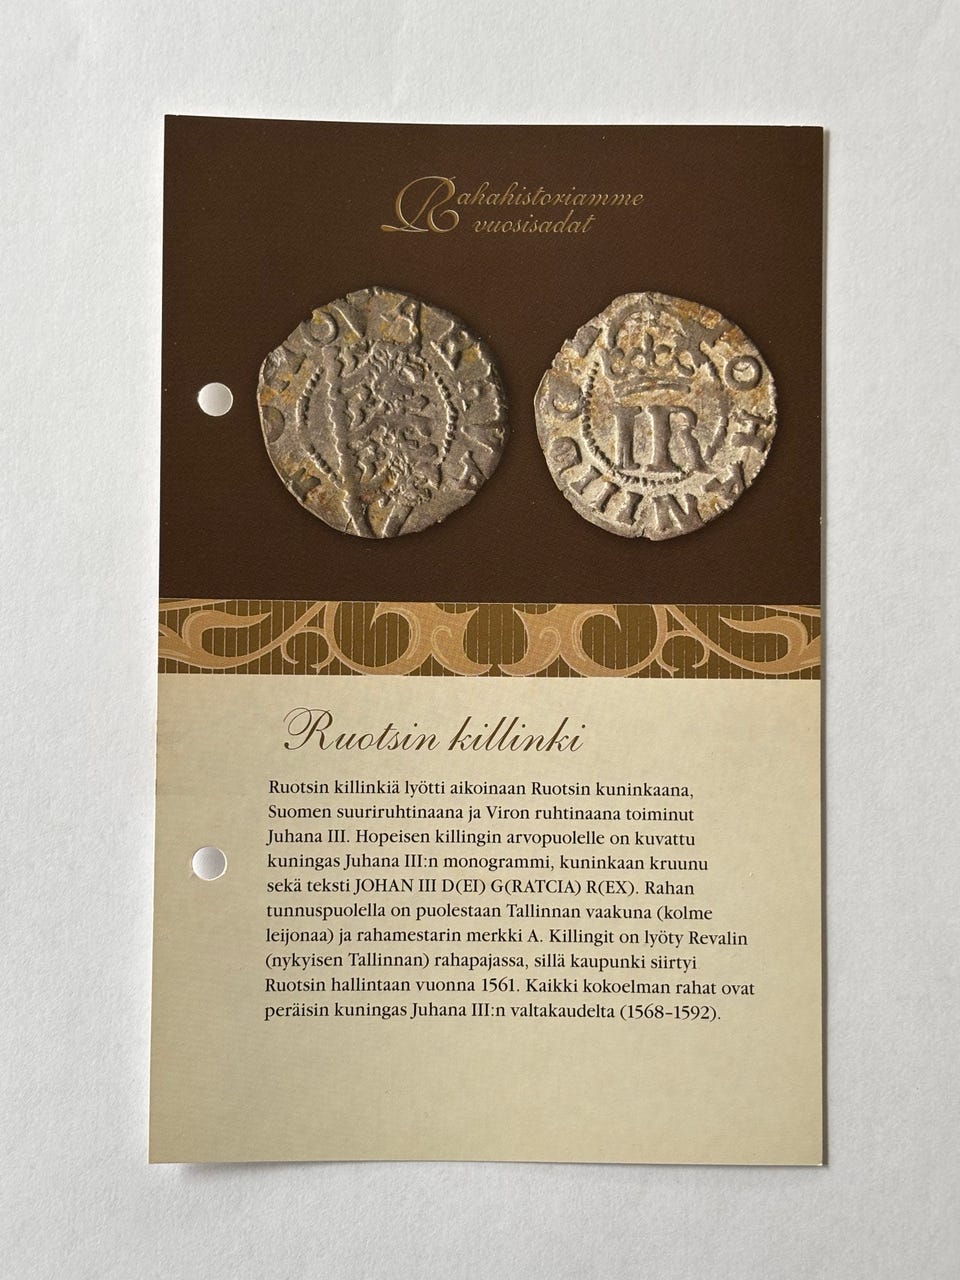 Rahahistoriamme
vuosisadat
IR
Ruotsin killinki
Ruotsin killinkiä lyötti aikoinaan Ruotsin kuninkaana,
Suomen suuriruhtinaana ja Viron ruhtinaana toiminut
Juhana III. Hopeisen killingin arvopuolelle on kuvattu
kuningas Juhana III:n monogrammi, kuninkaan kruunu
sekä teksti JOHAN III D(EI) G(RATCIA) R(EX). Rahan
tunnuspuolella on puolestaan Tallinnan vaakuna (kolme
leijonaa) ja rahamestarin merkki A. Killingit on lyöty Revalin
(nykyisen Tallinnan) rahapajassa, sillä kaupunki siirtyi
Ruotsin hallintaan vuonna 1561. Kaikki kokoelman rahat ovat
peräisin kuningas Juhana III:n valtakaudelta (1568–1592).